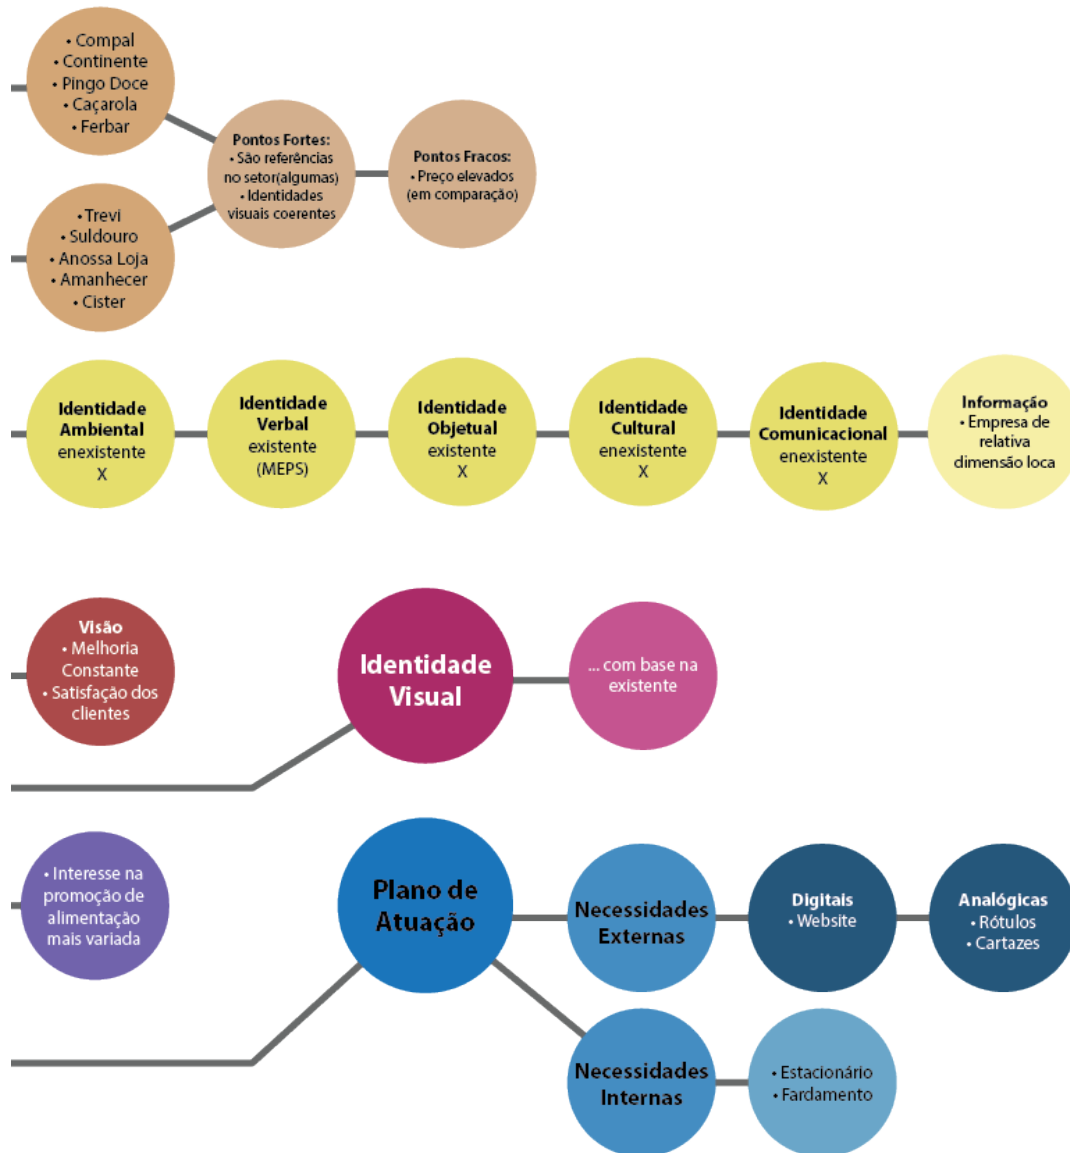 • Compal
• Continente
• Pingo Doce
• Caçarola
• Ferbar
Pontos Fortes:
• São referências
no setor(algumas)
• Identidades
visuais coerentes
Pontos Fracos:
• Preço elevados
(em comparação)
• Trevi
• Suldouro
• Anossa Loja
• Amanhecer
• Cister
Identidade
Ambiental
enexistente
X
Identidade
Verbal
existente
(MEPS)
Identidade
Objetual
existente
X
Identidade
Cultural
enexistente
X
Identidade
Comunicacional
enexistente
X
Informação
• Empresa de
relativa
dimensão loca
Visão
• Melhoria
Constante
• Satisfação dos
clientes
Identidade
Visual
... com base na
existente
• Interesse na
promoção de
alimentação
mais variada
Plano de
Atuação
Necessidades
Externas
Digitais
• Website
Analógicas
• Rótulos
• Cartazes
Necessidades
Internas
• Estacionário
• Fardamento